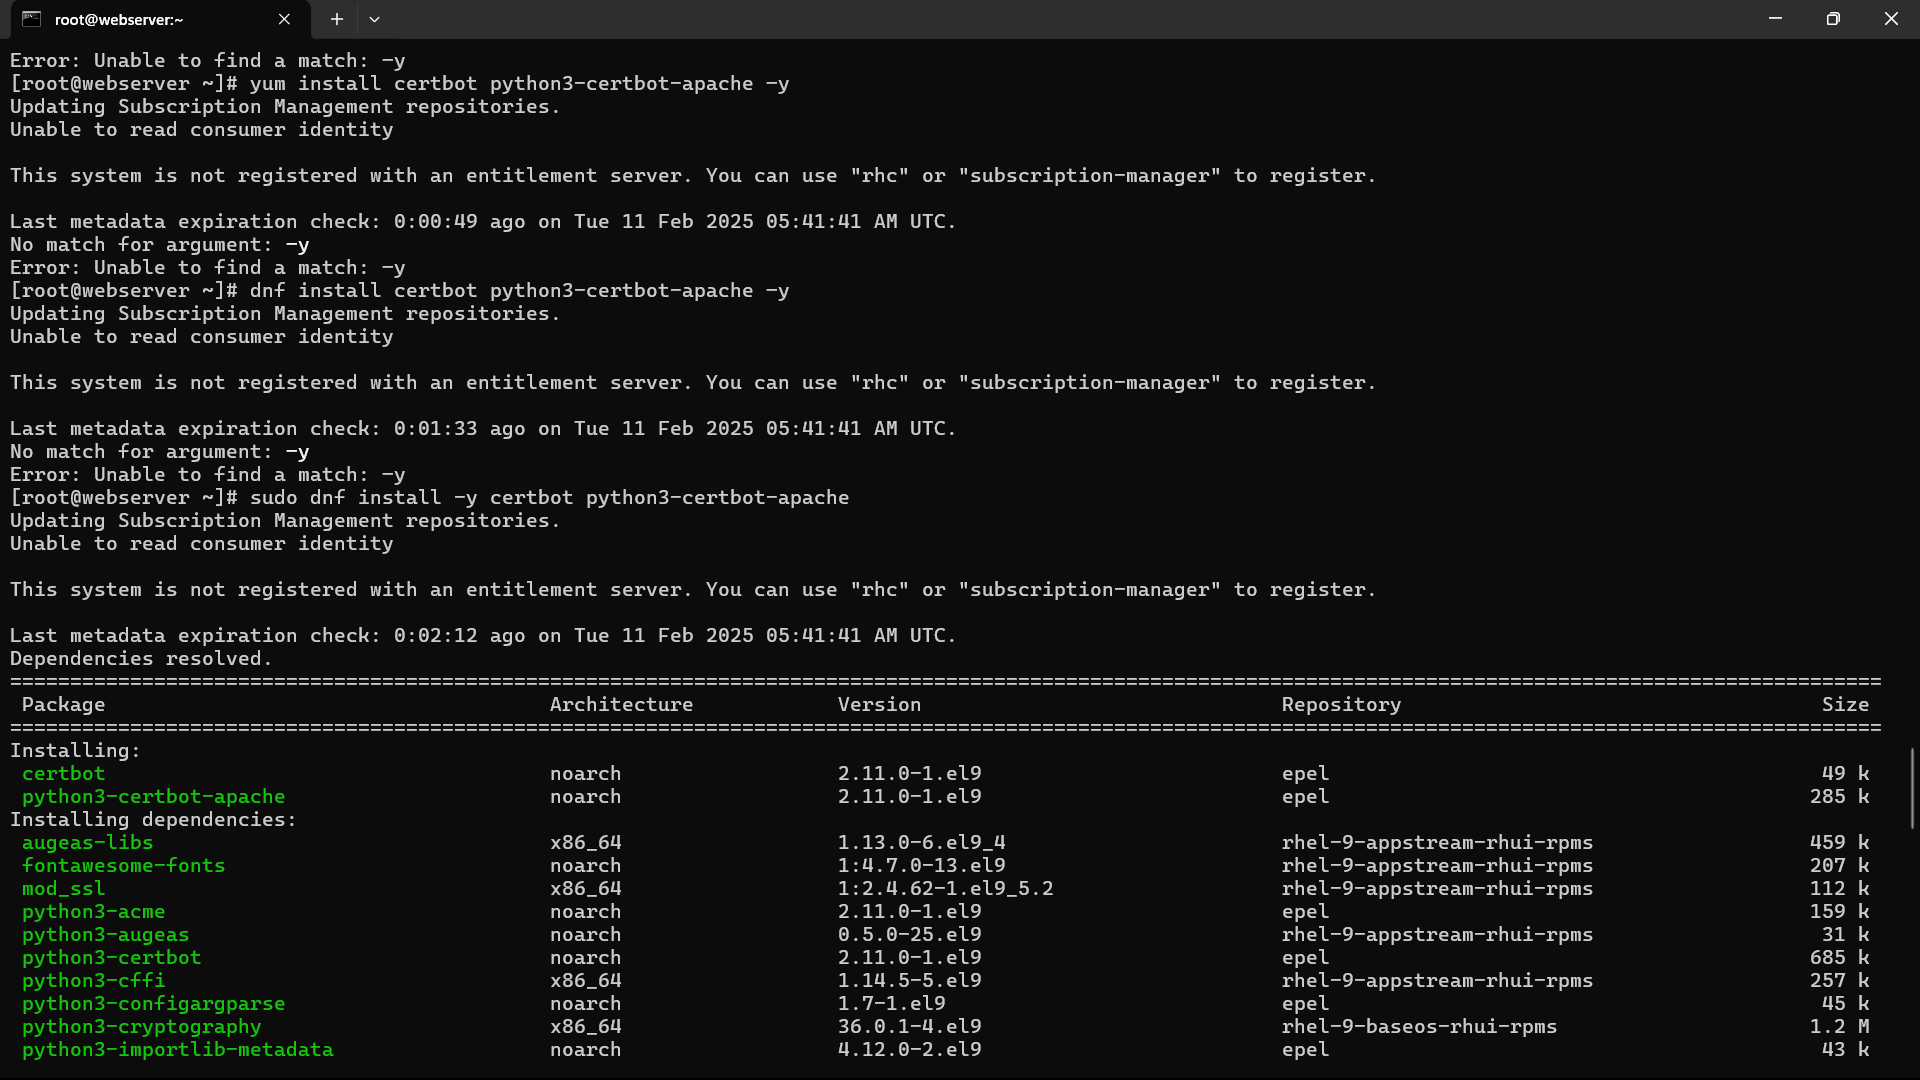 root@webserver:~
Error: Unable to find a match: –y
[root@webserver ~]# yum install certbot python3-certbot-apache –y
Updating Subscription Management repositories.
Unable to read consumer identity
This system is not registered with an entitlement server. You can use "rhc" or "subscription-manager" to register.
Last metadata expiration check: 0:00:49 ago on Tue 11 Feb 2025 05:41:41 AM UTC.
No match for argument: –y
Error: Unable to find a match: –y
[root@webserver ~]# dnf install certbot python3-certbot-apache –y
Updating Subscription Management repositories.
Unable to read consumer identity
This system is not registered with an entitlement server. You can use "rhc" or "subscription-manager" to register.
Last metadata expiration check: 0:01:33 ago on Tue 11 Feb 2025 05:41:41 AM UTC.
No match for argument: –y
Error: Unable to find a match: –y
[root@webserver ~]# sudo dnf install -y certbot python3-certbot-apache
Updating Subscription Management repositories.
Unable to read consumer identity
This system is not registered with an entitlement server. You can use "rhc" or "subscription-manager" to register.
Last metadata expiration check: 0:02:12 ago on Tue 11 Feb 2025 05:41:41 AM UTC.
Dependencies resolved.
============================================================================================================================================================
Package Architecture Version Repository Size
============================================================================================================================================================
Installing:
certbot noarch 2.11.0-1.el9 epel 49 k
python3-certbot-apache noarch 2.11.0-1.el9 epel 285 k
Installing dependencies:
augeas-libs x86_64 1.13.0-6.el9_4 rhel-9-appstream-rhui-rpms 459 k
fontawesome-fonts noarch 1:4.7.0-13.el9 rhel-9-appstream-rhui-rpms 207 k
mod_ssl x86_64 1:2.4.62-1.el9_5.2 rhel-9-appstream-rhui-rpms 112 k
python3-acme noarch 2.11.0-1.el9 epel 159 k
python3-augeas noarch 0.5.0-25.el9 rhel-9-appstream-rhui-rpms 31 k
python3-certbot noarch 2.11.0-1.el9 epel 685 k
python3-cffi x86_64 1.14.5-5.el9 rhel-9-appstream-rhui-rpms 257 k
python3-configargparse noarch 1.7-1.el9 epel 45 k
python3-cryptography x86_64 36.0.1-4.el9 rhel-9-baseos-rhui-rpms 1.2 M
python3-importlib-metadata noarch 4.12.0-2.el9 epel 43 k